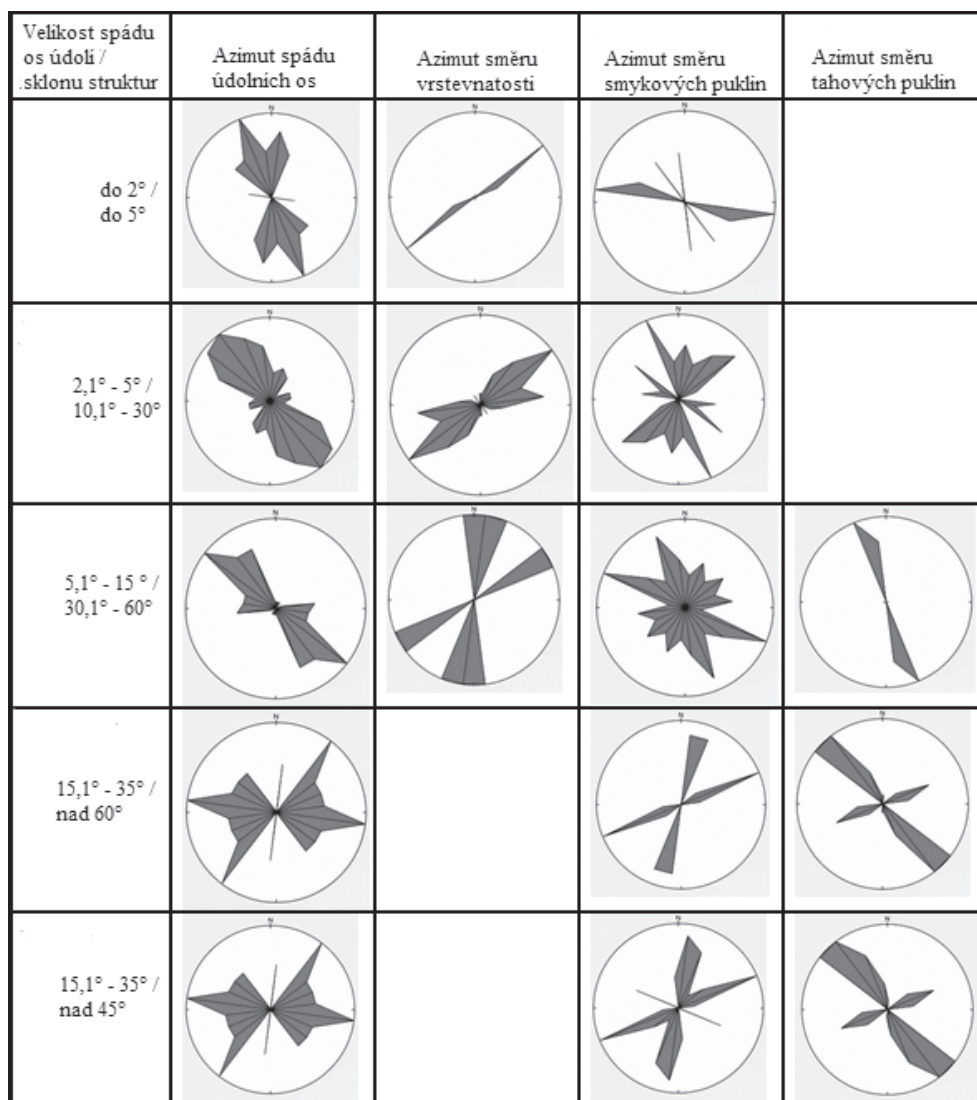 Velikost spádu
os údolí /
sklonu struktur
Azimut spádu
údolních os
Azimut směru
vrstevnatosti
Azimut směru
smykových puklin
Azimut směru
tahových puklin
do 2° /
do 5°
N
N
N
2,1° - 5° /
10,1° - 30°
N
N
N
5,1° - 15 ° /
30,1° - 60°
N
N
N
N
15,1° - 35° /
nad 60°
N
N
N
15,1° - 35° /
nad 45°
N
N
N